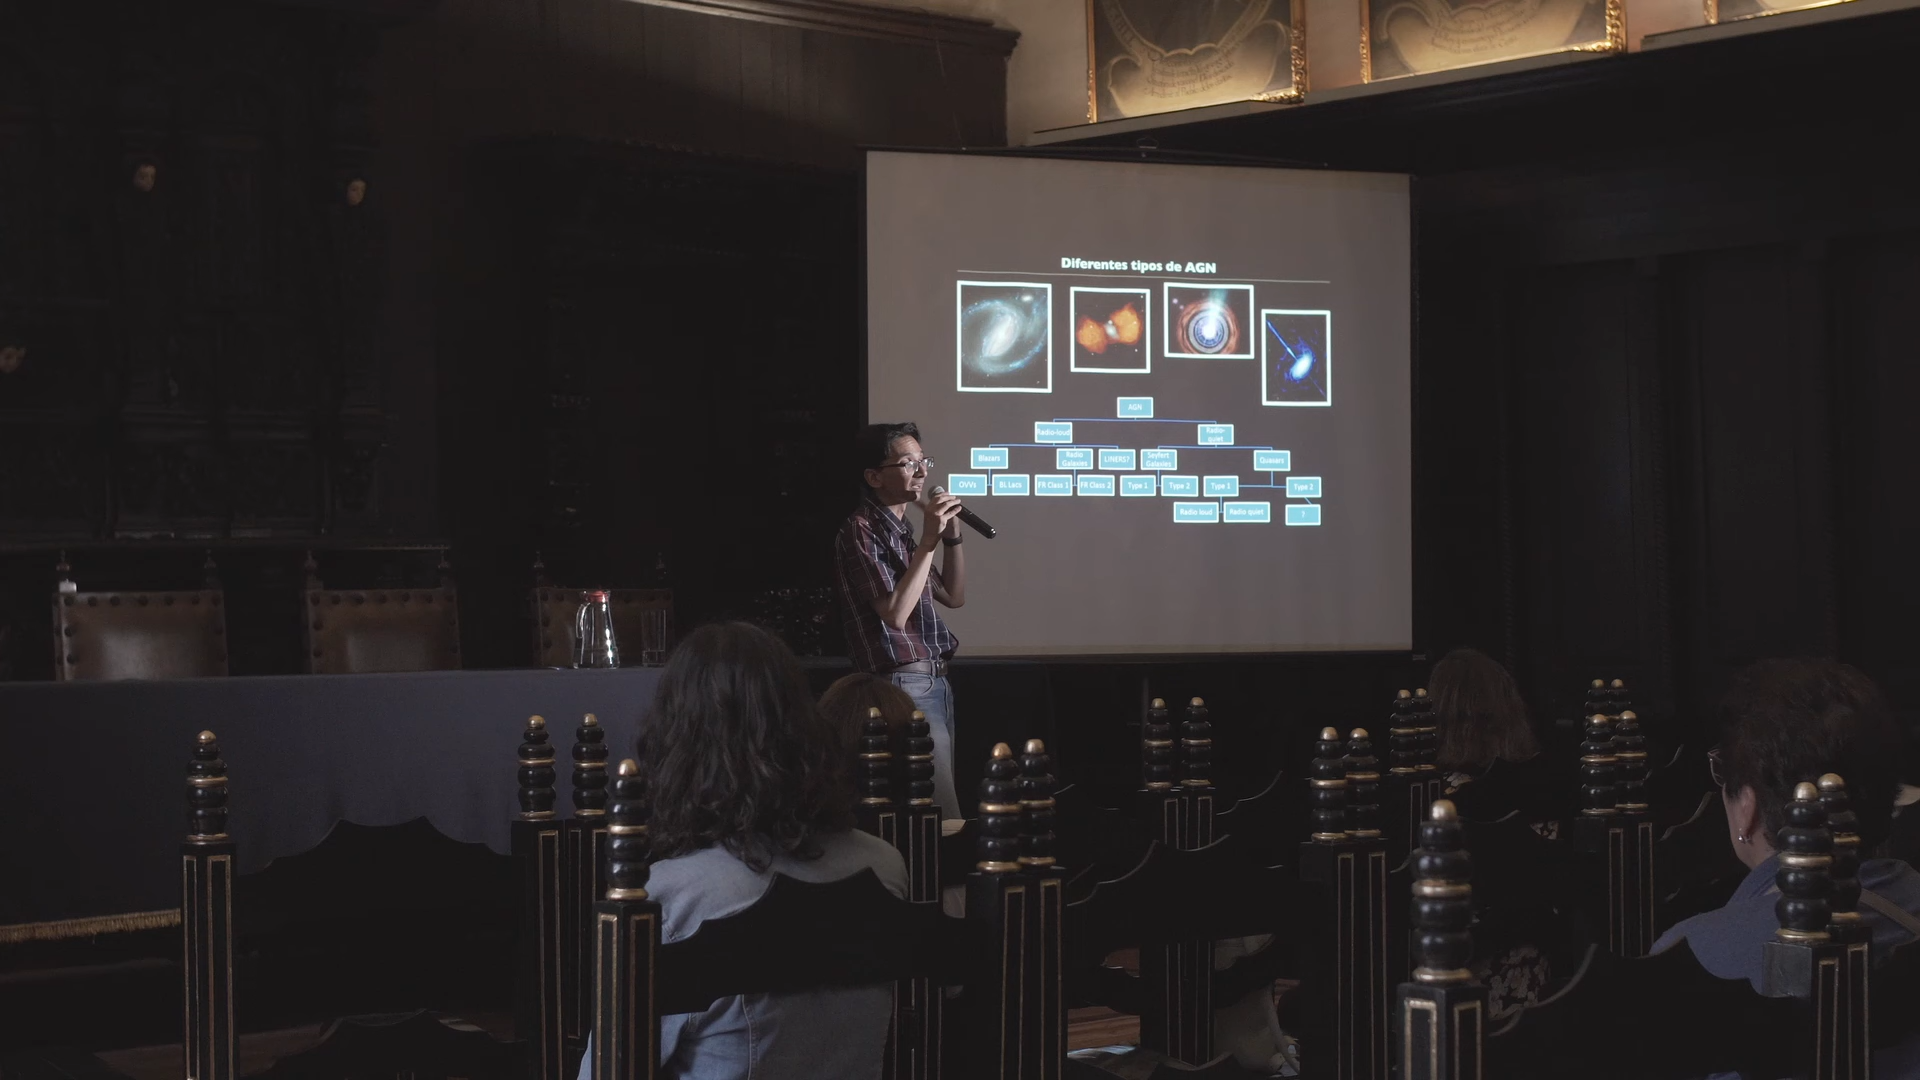 Diferentes tipos de AGN
AGN
Radio-loud
Radio-
quiet
Blazars
Radio
Galaxies
LINERS?
Seyfert
Galaxies
Quasars
OVVs
BL Lacs
FR Class 1
FR Class 2
Type 1
Type 2
Type 1
Type 2
Radio loud
Radio quiet
?